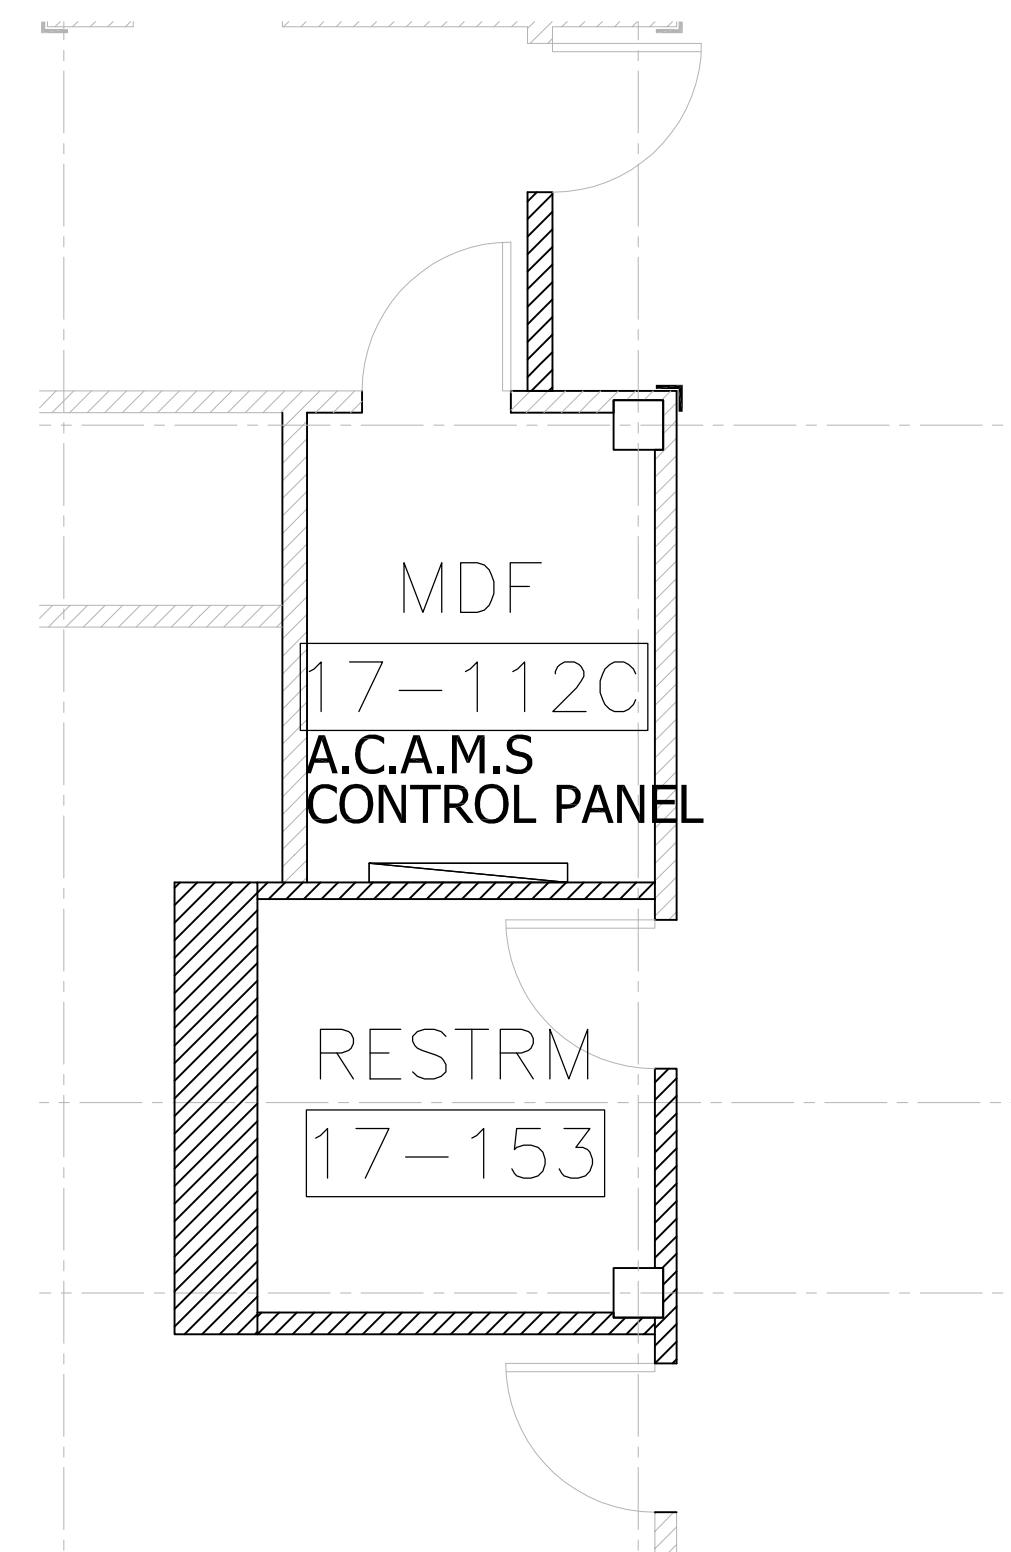 MDF
17-112C
A.C.A.M.S
CONTROL PANEL
RESTRM
17-153